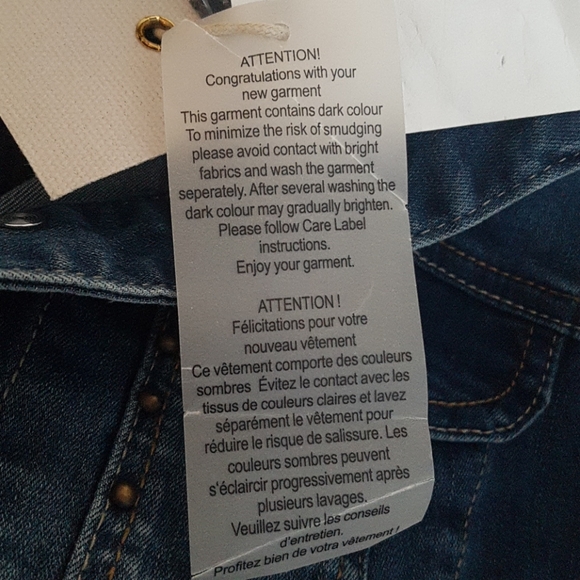 ATTENTION!
Congratulations with your
new garment
This garment contains dark colour
To minimize the risk of smudging
please avoid contact with bright
fabrics and wash the garment
seperately. After several washing the
dark colour may gradually brighten.
Please follow Care Label
instructions.
Enjoy your garment.
ATTENTION !
Félicitations pour votre
nouveau vêtement
Ce vêtement comporte des couleurs
sombres Évitez le contact avec les
tissus de couleurs claires et lavez
séparément le vêtement pour
réduire le risque de salissure. Les
couleurs sombres peuvent
s'éclaircir progressivement après
plusieurs lavages.
Veuillez suivre les conseils
d'entretien.
Profitez bien de votra vêtement !